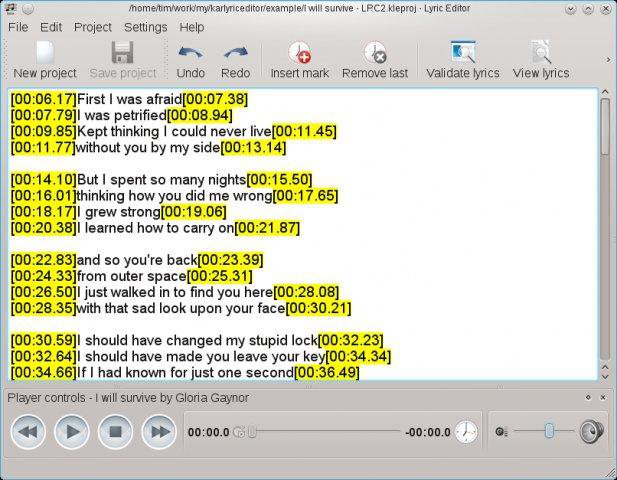 /home/tim/work/my/karlyriceditor/example/I will survive - LPC2.kleproj - Lyric Editor
File Edit Project Settings Help
New project Save project Undo Redo Insert mark Remove last Validate lyrics View lyrics
[00:06.17]First I was afraid[00:07.38]
[00:07.79]I was petrified[00:08.94]
[00:09.85]Kept thinking I could never live[00:11.45]
[00:11.77]without you by my side[00:13.14]
[00:14.10]But I spent so many nights[00:15.50]
[00:16.01]thinking how you did me wrong[00:17.65]
[00:18.17]I grew strong[00:19.06]
[00:20.38]I learned how to carry on[00:21.87]
[00:22.83]and so you're back[00:23.39]
[00:24.33]from outer space[00:25.31]
[00:26.50]I just walked in to find you here[00:28.08]
[00:28.35]with that sad look upon your face[00:30.21]
[00:30.59]I should have changed my stupid lock[00:32.23]
[00:32.64]I should have made you leave your key[00:34.34]
[00:34.66]If I had known for just one second[00:36.49]
Player controls - I will survive by Gloria Gaynor
00:00.0 -00:00.0